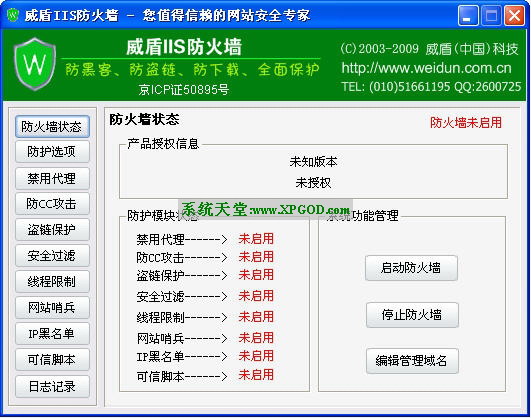 威盾IIS防火墙 - 您值得信赖的网站安全专家
威盾IIS防火墙
防黑客、防盗链、防下载、全面保护
京ICP证50895号
(C)2003-2009 威盾(中国)科技
http://www.weidun.com.cn
TEL: (010)51661195 QQ:2600725
W
防火墙状态
防护选项
禁用代理
防CC攻击
盗链保护
安全过滤
线程限制
网站哨兵
IP黑名单
可信脚本
日志记录
防火墙状态
防火墙未启用
产品授权信息
未知版本
未授权
系统天堂:www.XPGOD.com
防护模块状态
禁用代理------> 未启用
防CC攻击------> 未启用
盗链保护------> 未启用
安全过滤------> 未启用
线程限制------> 未启用
网站哨兵------> 未启用
IP黑名单------> 未启用
可信脚本------> 未启用
系统功能管理
启动防火墙
停止防火墙
编辑管理域名